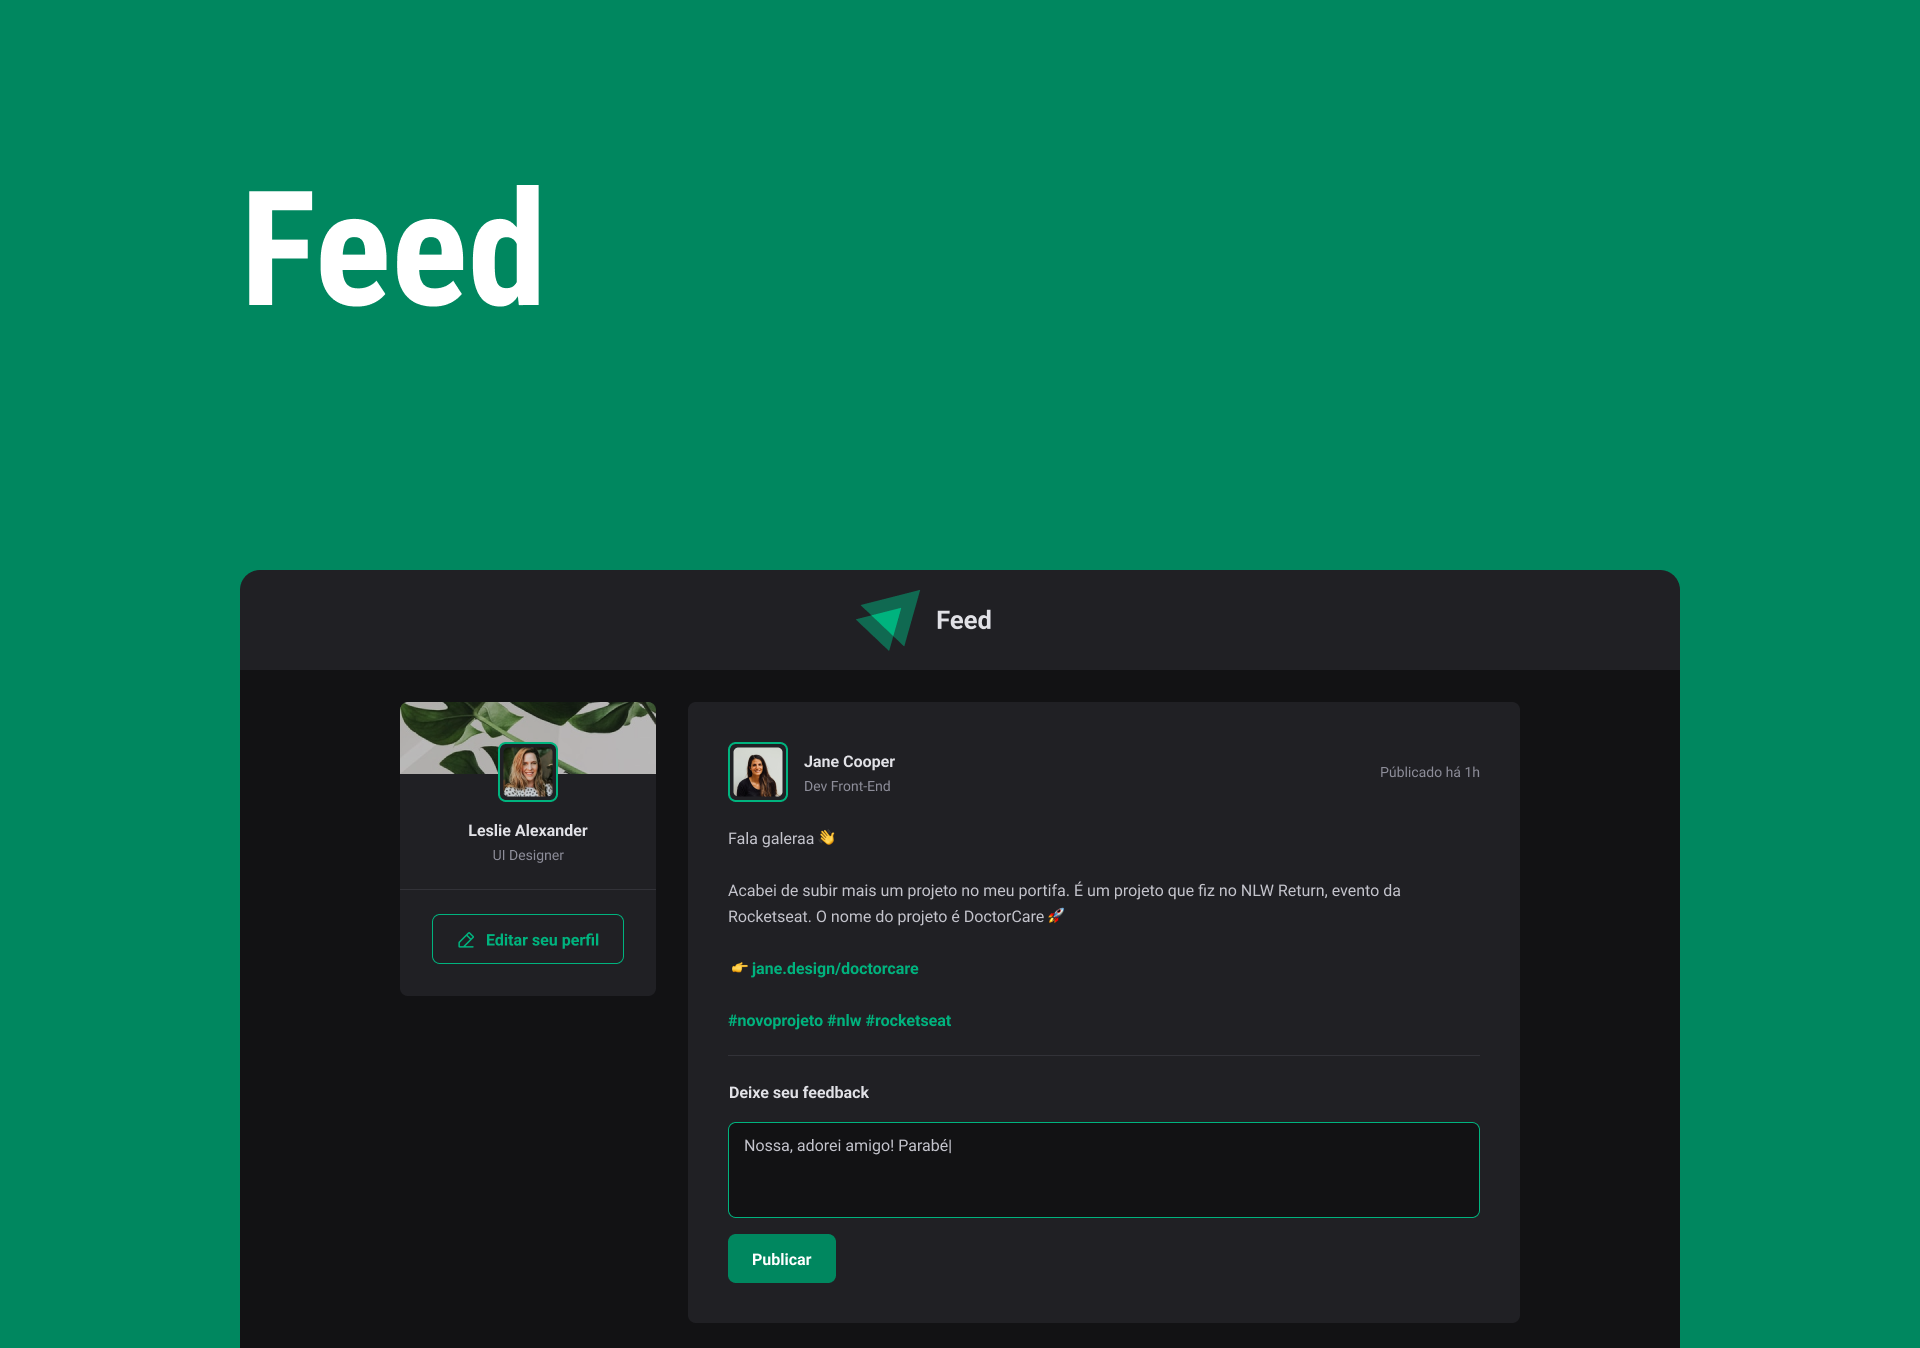 Feed
Feed
Leslie Alexander
UI Designer
Editar seu perfil
Jane Cooper
Dev Front-End
Públicado há 1h
Fala galeraa 👋
Acabei de subir mais um projeto no meu portifa. É um projeto que fiz no NLW Return, evento da
Rocketseat. O nome do projeto é DoctorCare 🚀
👉 jane.design/doctorcare
#novoprojeto #nlw #rocketseat
Deixe seu feedback
Nossa, adorei amigo! Parabé|
Publicar